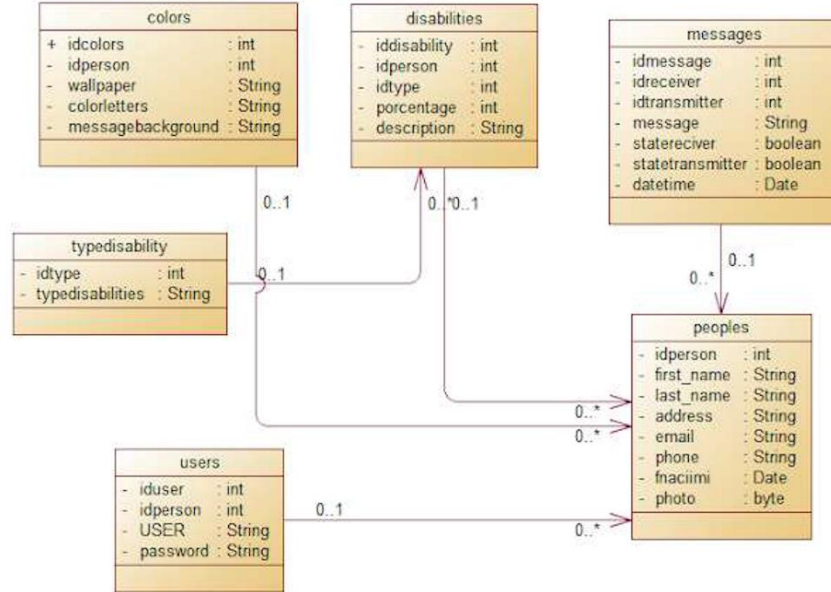 colors
+ idcolors : int
- idperson : int
- wallpaper : String
- colorletters : String
- messagebackground : String
disabilities
- iddisability : int
- idperson : int
- idtype : int
- porcentage : int
- description : String
messages
- idmessage : int
- idreceiver : int
- idtransmitter : int
- message : String
- statereciver : boolean
- statetransmitter : boolean
- datetime : Date
0..1
0..*
0..1
typedisability
- idtype : int
- typedisabilities : String
0..1
0..1
0..*
peoples
- idperson : int
- first_name : String
- last_name : String
- address : String
- email : String
- phone : String
- fnaciimi : Date
- photo : byte
0..*
0..*
users
- iduser : int
- idperson : int
- USER : String
- password : String
0..1
0..*